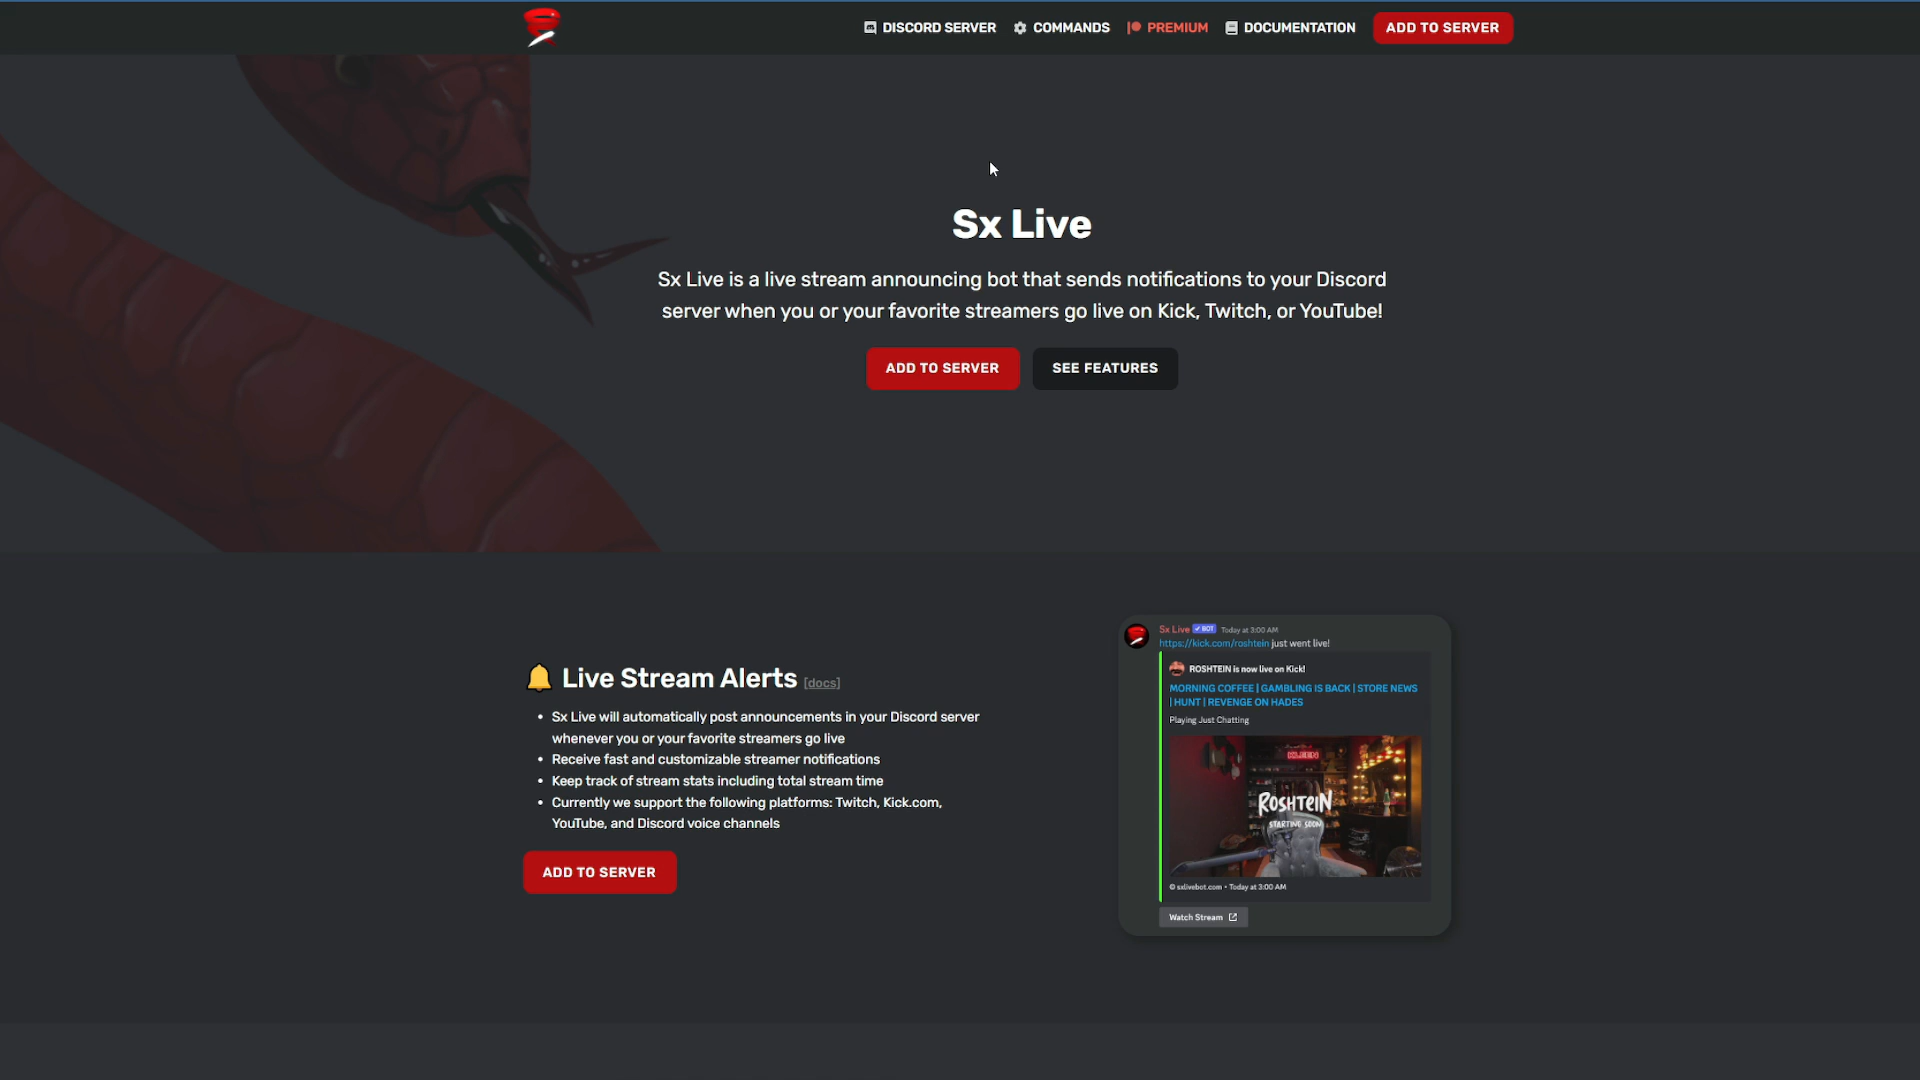 DISCORD SERVER
COMMANDS
PREMIUM
DOCUMENTATION
ADD TO SERVER
Sx Live
Sx Live is a live stream announcing bot that sends notifications to your Discord
server when you or your favorite streamers go live on Kick, Twitch, or YouTube!
ADD TO SERVER
SEE FEATURES
Live Stream Alerts [docs]
• Sx Live will automatically post announcements in your Discord server
whenever you or your favorite streamers go live
• Receive fast and customizable streamer notifications
• Keep track of stream stats including total stream time
• Currently we support the following platforms: Twitch, Kick.com,
YouTube, and Discord voice channels
ADD TO SERVER
Sx Live ✓ BOT Today at 3:00 AM
https://kick.com/roshtein just went live!
ROSHTEIN is now live on Kick!
MORNING COFFEE | GAMBLING IS BACK | STORE NEWS
| HUNT | REVENGE ON HADES
Playing Just Chatting
ROSHTEIN
STARTING SOON
© sxlivebot.com • Today at 3:00 AM
Watch Stream